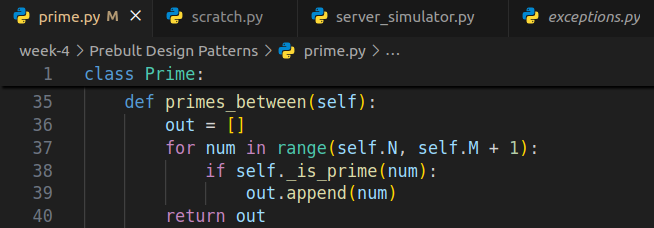 prime.py M × scratch.py server_simulator.py exceptions.py
week-4 > Prebult Design Patterns > prime.py > ...
1 class Prime:
35 def primes_between(self):
36 out = []
37 for num in range(self.N, self.M + 1):
38 if self._is_prime(num):
39 out.append(num)
40 return out